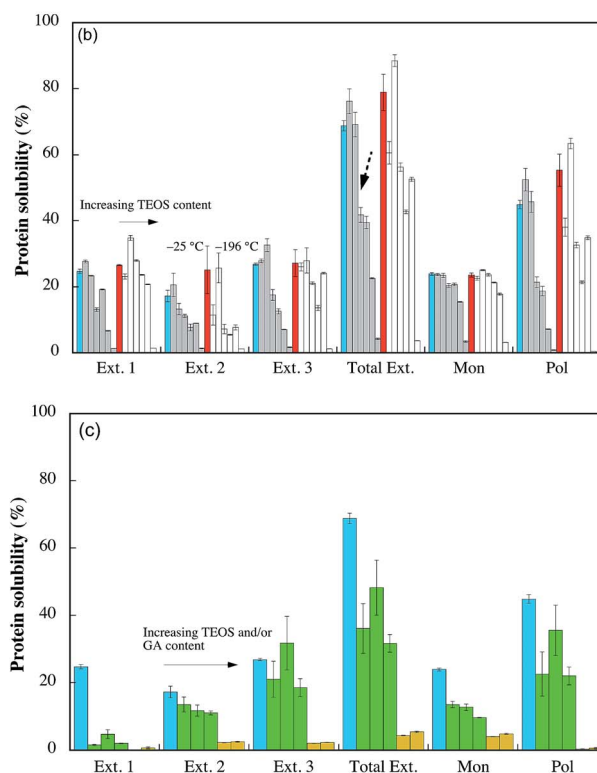 (b)
100
80
60
40
20
0
Protein solubility (%)
Increasing TEOS content
–25 °C
–196 °C
Ext. 1 Ext. 2 Ext. 3 Total Ext. Mon Pol
(c)
100
80
60
40
20
0
Protein solubility (%)
Increasing TEOS and/or
GA content
Ext. 1 Ext. 2 Ext. 3 Total Ext. Mon Pol